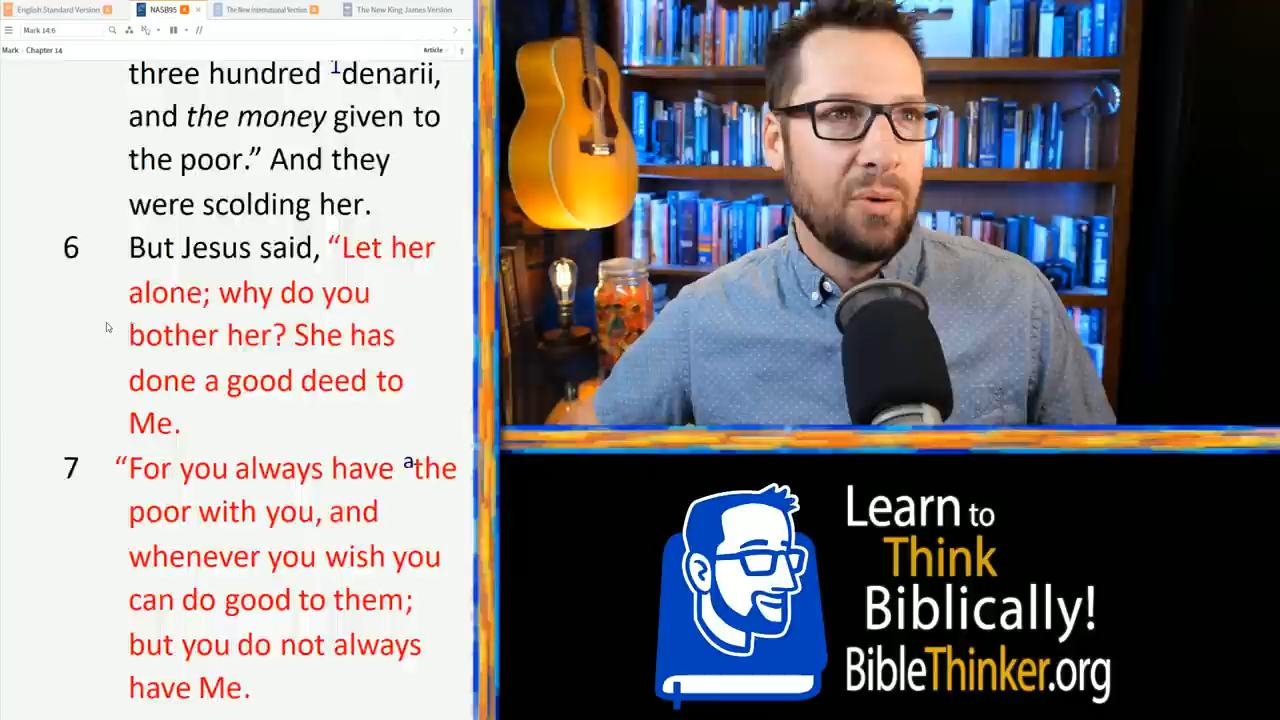 English Standard Version
NASB95
The New International Version
The New King James Version
Mark 14:6
Mark · Chapter 14
Article
three hundred 1denarii,
and the money given to
the poor.” And they
were scolding her.
6 But Jesus said, “Let her
alone; why do you
bother her? She has
done a good deed to
Me.
7 “For you always have athe
poor with you, and
whenever you wish you
can do good to them;
but you do not always
have Me.
Learn to
Think
Biblically!
BibleThinker.org